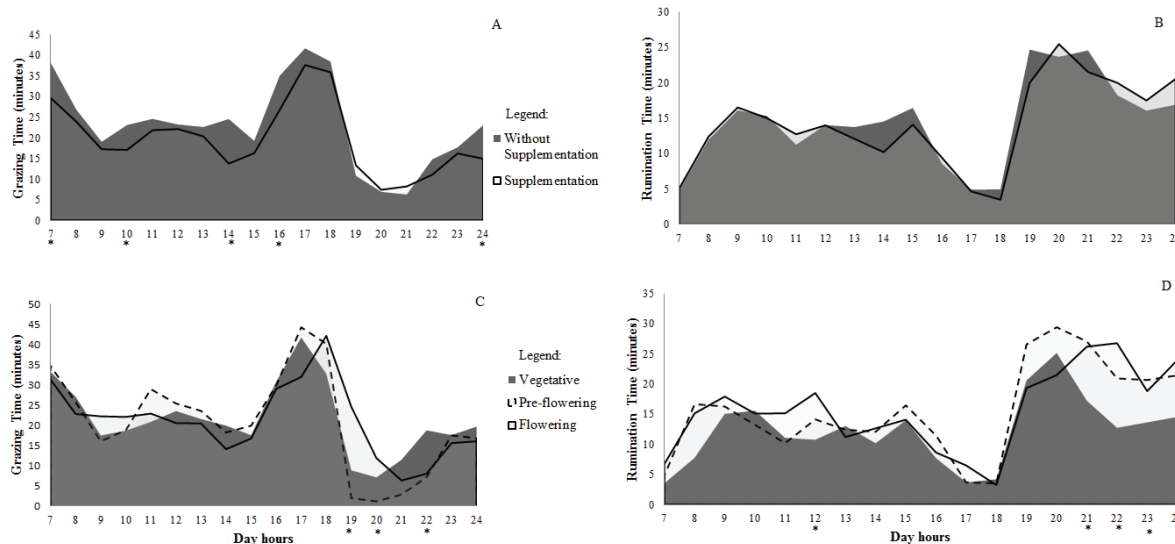 A
Grazing Time (minutes)
45
40
35
30
25
20
15
10
5
0
7 8 9 10 11 12 13 14 15 16 17 18 19 20 21 22 23 24
* * * * *
Legend:
Without
Supplementation
Supplementation
B
Rumination Time (minutes)
30
25
20
15
10
5
0
7 8 9 10 11 12 13 14 15 16 17 18 19 20 21 22 23
C
Grazing Time (minutes)
50
45
40
35
30
25
20
15
10
5
0
7 8 9 10 11 12 13 14 15 16 17 18 19 20 21 22 23 24
* * *
Day hours
Legend:
Vegetative
Pre-flowering
Flowering
D
Rumination Time (minutes)
35
30
25
20
15
10
5
0
7 8 9 10 11 12 13 14 15 16 17 18 19 20 21 22 23
* * * *
Day hours